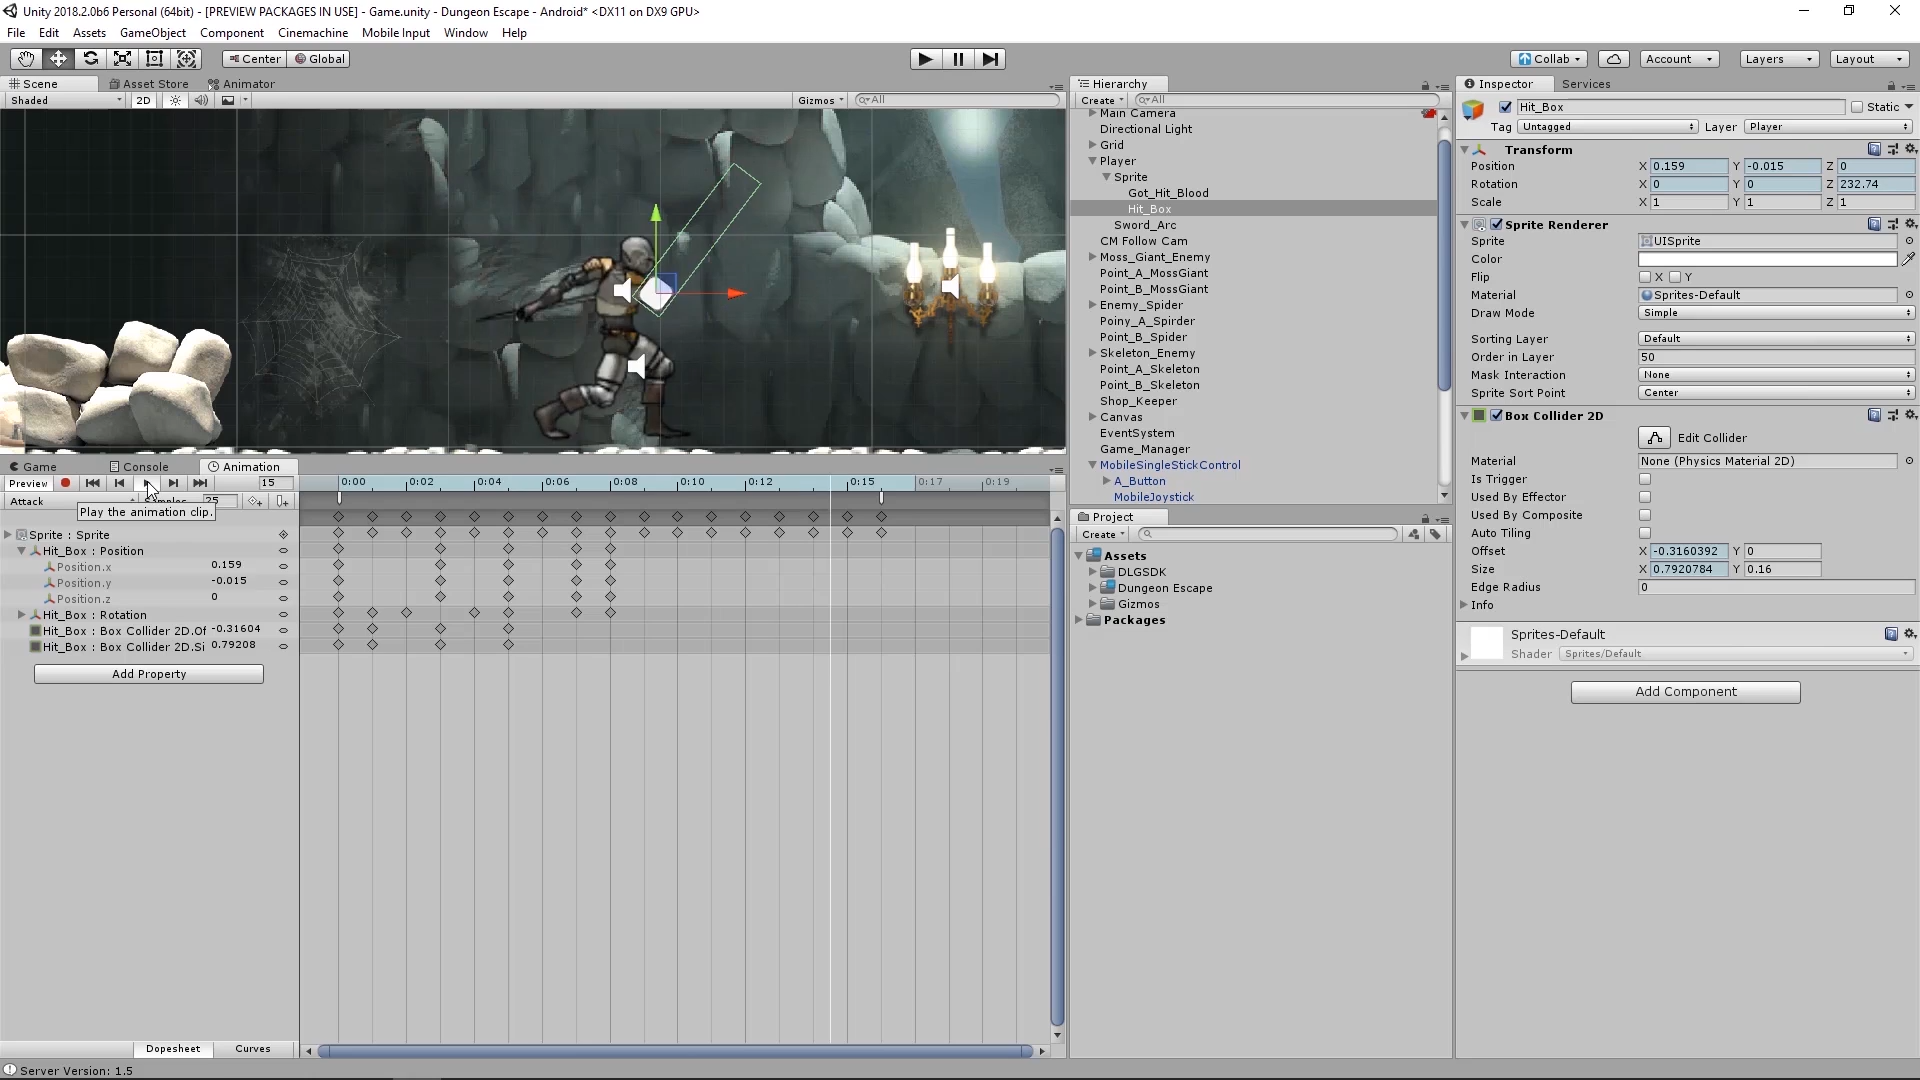 Unity 2018.2.0b6 Personal (64bit) - [PREVIEW PACKAGES IN USE] - Game.unity - Dungeon Escape - Android* <DX11 on DX9 GPU>
File Edit Assets GameObject Component Cinemachine Mobile Input Window Help
Center Global Collab Account Layers Layout
Scene Asset Store Animator
Shaded 2D Gizmos All
Hierarchy
Create All
Main Camera
Directional Light
Grid
Player
Sprite
Got_Hit_Blood
Hit_Box
Sword_Arc
CM Follow Cam
Moss_Giant_Enemy
Point_A_MossGiant
Point_B_MossGiant
Enemy_Spider
Poiny_A_Spirder
Point_B_Spider
Skeleton_Enemy
Point_A_Skeleton
Point_B_Skeleton
Shop_Keeper
Canvas
EventSystem
Game_Manager
MobileSingleStickControl
A_Button
MobileJoystick
Inspector Services
Hit_Box Static
Tag Untagged Layer Player
Transform
Position X 0.159 Y -0.015 Z 0
Rotation X 0 Y 0 Z 232.74
Scale X 1 Y 1 Z 1
Sprite Renderer
Sprite UISprite
Color
Flip X Y
Material Sprites-Default
Draw Mode Simple
Sorting Layer Default
Order in Layer 50
Mask Interaction None
Sprite Sort Point Center
Box Collider 2D
Edit Collider
Material None (Physics Material 2D)
Is Trigger
Used By Effector
Used By Composite
Auto Tiling
Offset X -0.3160392 Y 0
Size X 0.7920784 Y 0.16
Edge Radius 0
Info
Sprites-Default
Shader Sprites/Default
Add Component
Game Console Animation
Preview 15 0:00 0:02 0:04 0:06 0:08 0:10 0:12 0:15 0:17 0:19
Attack Samples 25
Play the animation clip.
Sprite : Sprite
Hit_Box : Position
Position.x 0.159
Position.y -0.015
Position.z 0
Hit_Box : Rotation
Hit_Box : Box Collider 2D.Of -0.31604
Hit_Box : Box Collider 2D.Si 0.79208
Add Property
Dopesheet Curves
Project
Create
Assets
DLGSDK
Dungeon Escape
Gizmos
Packages
Server Version: 1.5